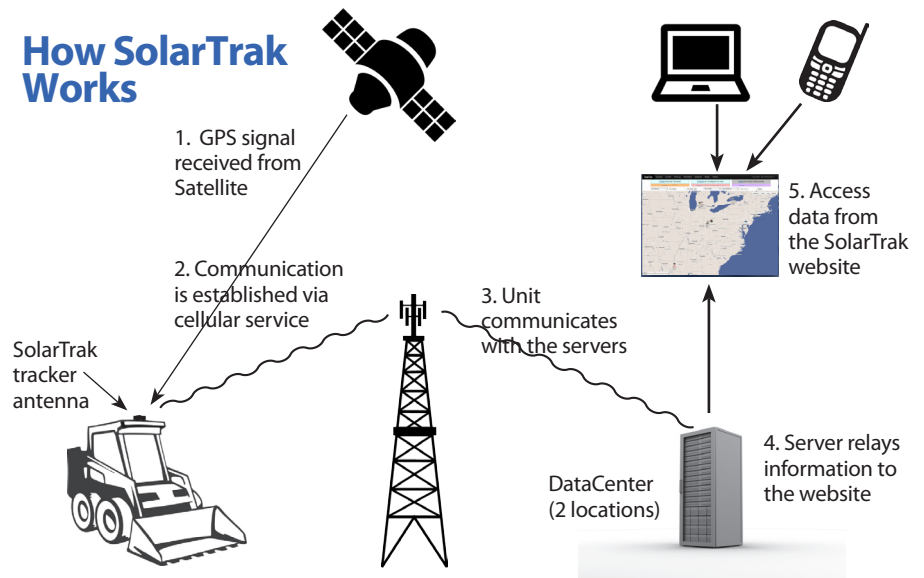 How SolarTrak
Works
1. GPS signal
received from
Satellite
2. Communication
is established via
cellular service
SolarTrak
tracker
antenna
3. Unit
communicates
with the servers
DataCenter
(2 locations)
4. Server relays
information to
the website
5. Access
data from
the SolarTrak
website